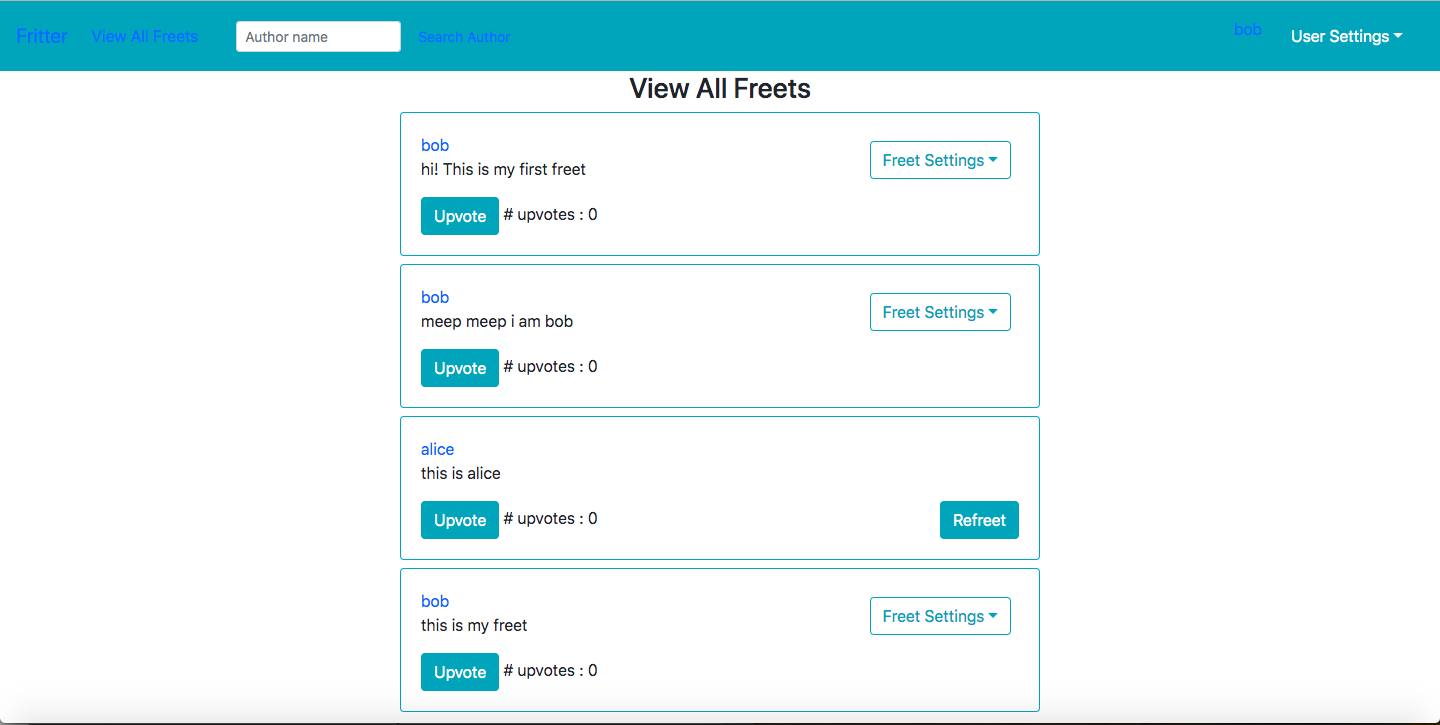 Fritter View All Freets Author name Search Author bob User Settings
View All Freets
bob
Freet Settings
hi! This is my first freet
Upvote # upvotes : 0
bob
Freet Settings
meep meep i am bob
Upvote # upvotes : 0
alice
this is alice
Upvote # upvotes : 0 Refreet
bob
Freet Settings
this is my freet
Upvote # upvotes : 0